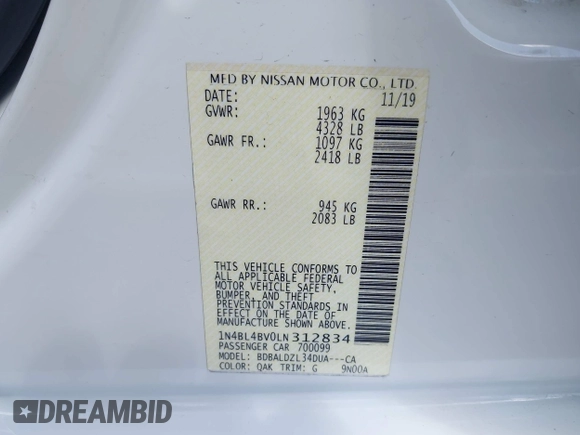 MFD BY NISSAN MOTOR CO., LTD.
DATE: 11/19
GVWR: 1963 KG
4328 LB
GAWR FR.: 1097 KG
2418 LB
GAWR RR.: 945 KG
2083 LB
THIS VEHICLE CONFORMS TO
ALL APPLICABLE FEDERAL
MOTOR VEHICLE SAFETY,
BUMPER, AND THEFT
PREVENTION STANDARDS IN
EFFECT ON THE DATE OF
MANUFACTURE SHOWN ABOVE.
1N4BL4BV0LN312834
PASSENGER CAR 700099
MODEL: BDBALDZL34DUA---CA
COLOR: QAK TRIM: G 9N00A
DREAMBID